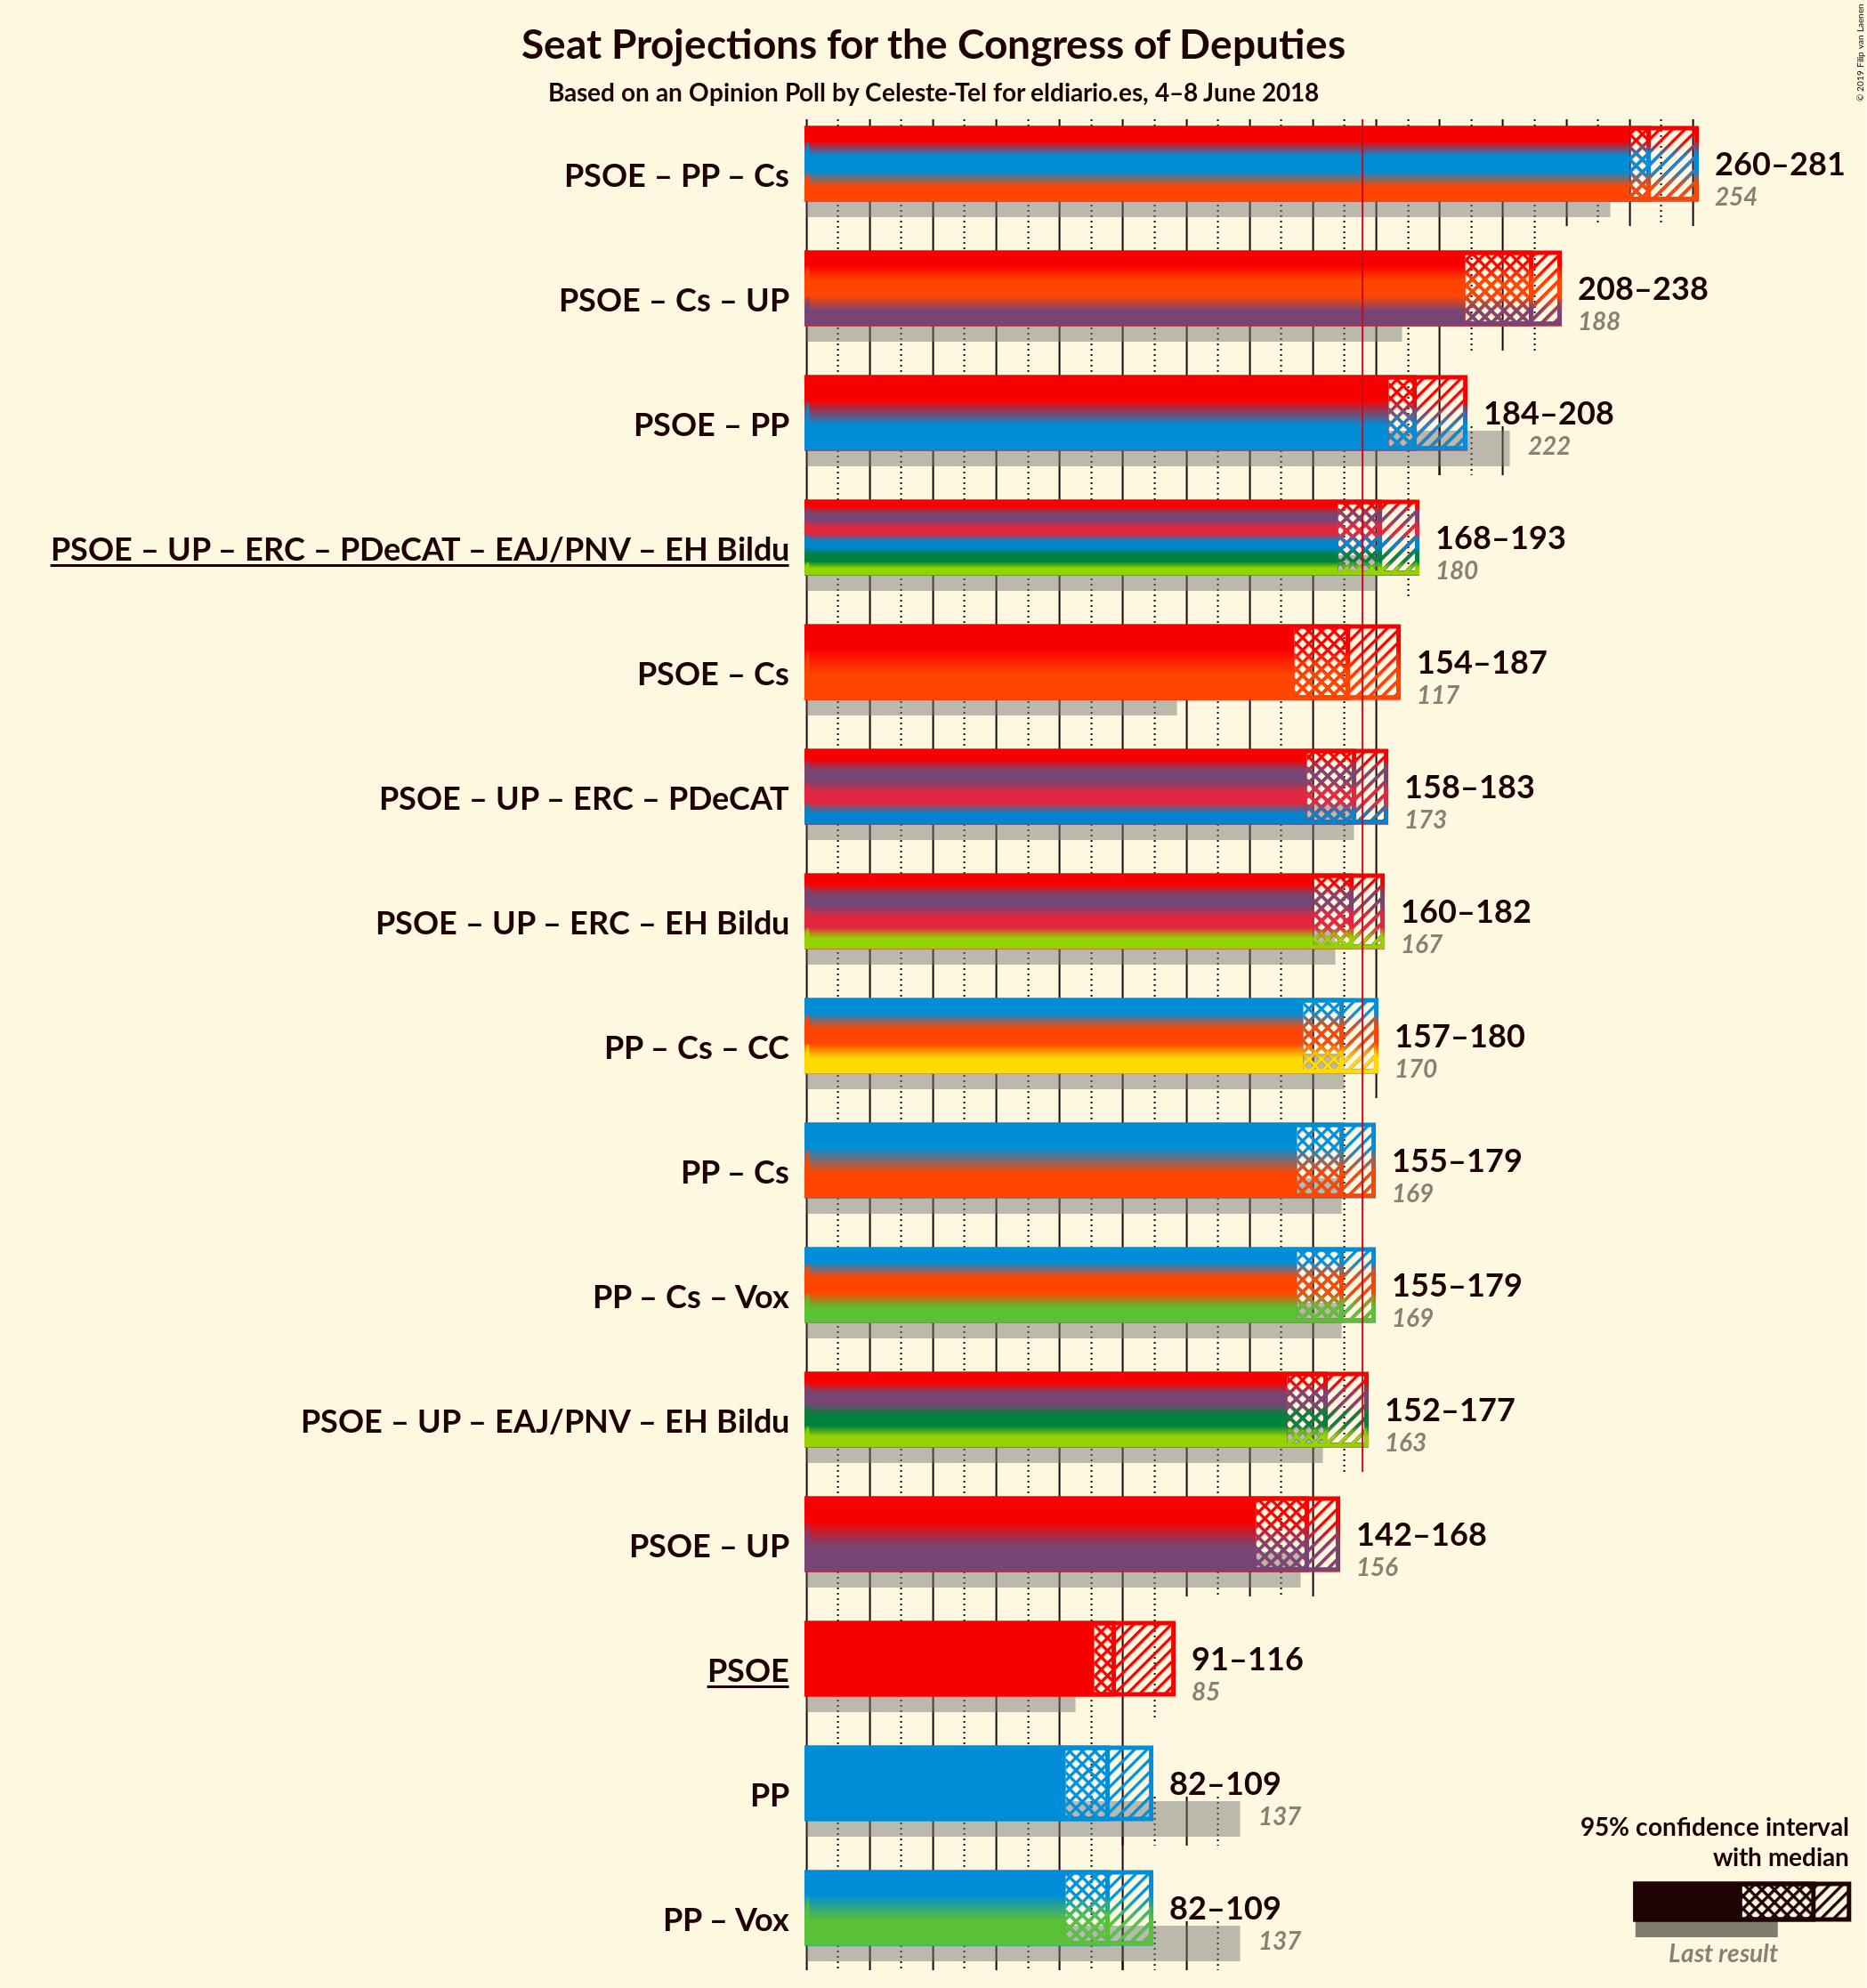 Seat Projections for the Congress of Deputies
Based on an Opinion Poll by Celeste-Tel for eldiario.es, 4–8 June 2018
© 2019 Filip van Laenen
PSOE – PP – Cs
260–281
254
PSOE – Cs – UP
208–238
188
PSOE – PP
184–208
222
PSOE – UP – ERC – PDeCAT – EAJ/PNV – EH Bildu
168–193
180
PSOE – Cs
154–187
117
PSOE – UP – ERC – PDeCAT
158–183
173
PSOE – UP – ERC – EH Bildu
160–182
167
PP – Cs – CC
157–180
170
PP – Cs
155–179
169
PP – Cs – Vox
155–179
169
PSOE – UP – EAJ/PNV – EH Bildu
152–177
163
PSOE – UP
142–168
156
PSOE
91–116
85
PP
82–109
137
PP – Vox
82–109
137
95% confidence interval
with median
Last result